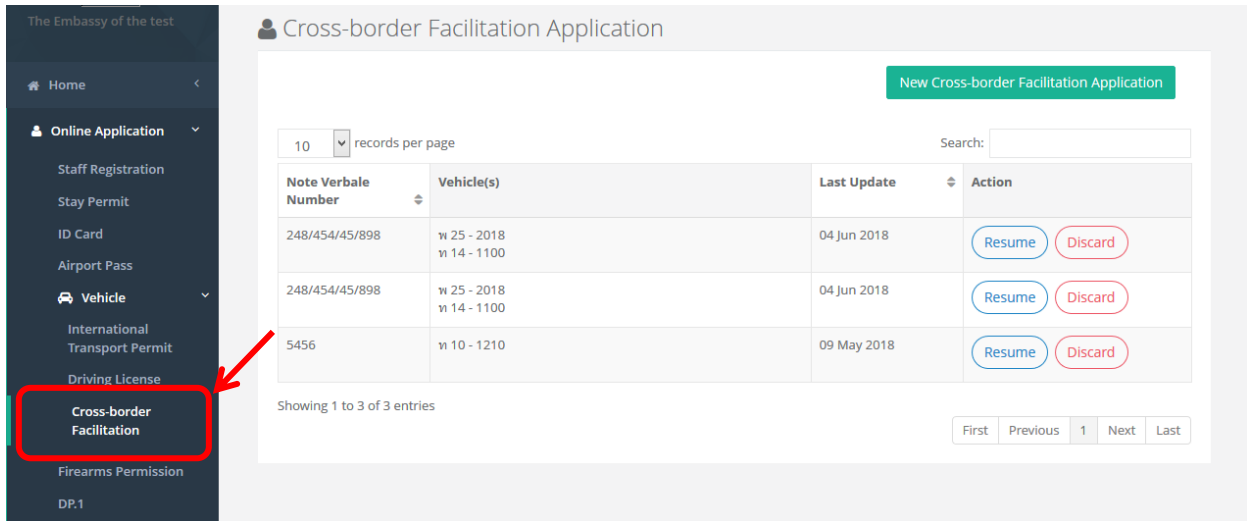 The Embassy of the test
Home
Online Application
Staff Registration
Stay Permit
ID Card
Airport Pass
Vehicle
International
Transport Permit
Driving License
Cross-border
Facilitation
Firearms Permission
DP.1
Cross-border Facilitation Application
New Cross-border Facilitation Application
10 records per page
Search:
Note Verbale
Number
Vehicle(s)
Last Update
Action
248/454/45/898
พ 25 - 2018
ท 14 - 1100
04 Jun 2018
Resume
Discard
248/454/45/898
พ 25 - 2018
ท 14 - 1100
04 Jun 2018
Resume
Discard
5456
ท 10 - 1210
09 May 2018
Resume
Discard
Showing 1 to 3 of 3 entries
First Previous 1 Next Last